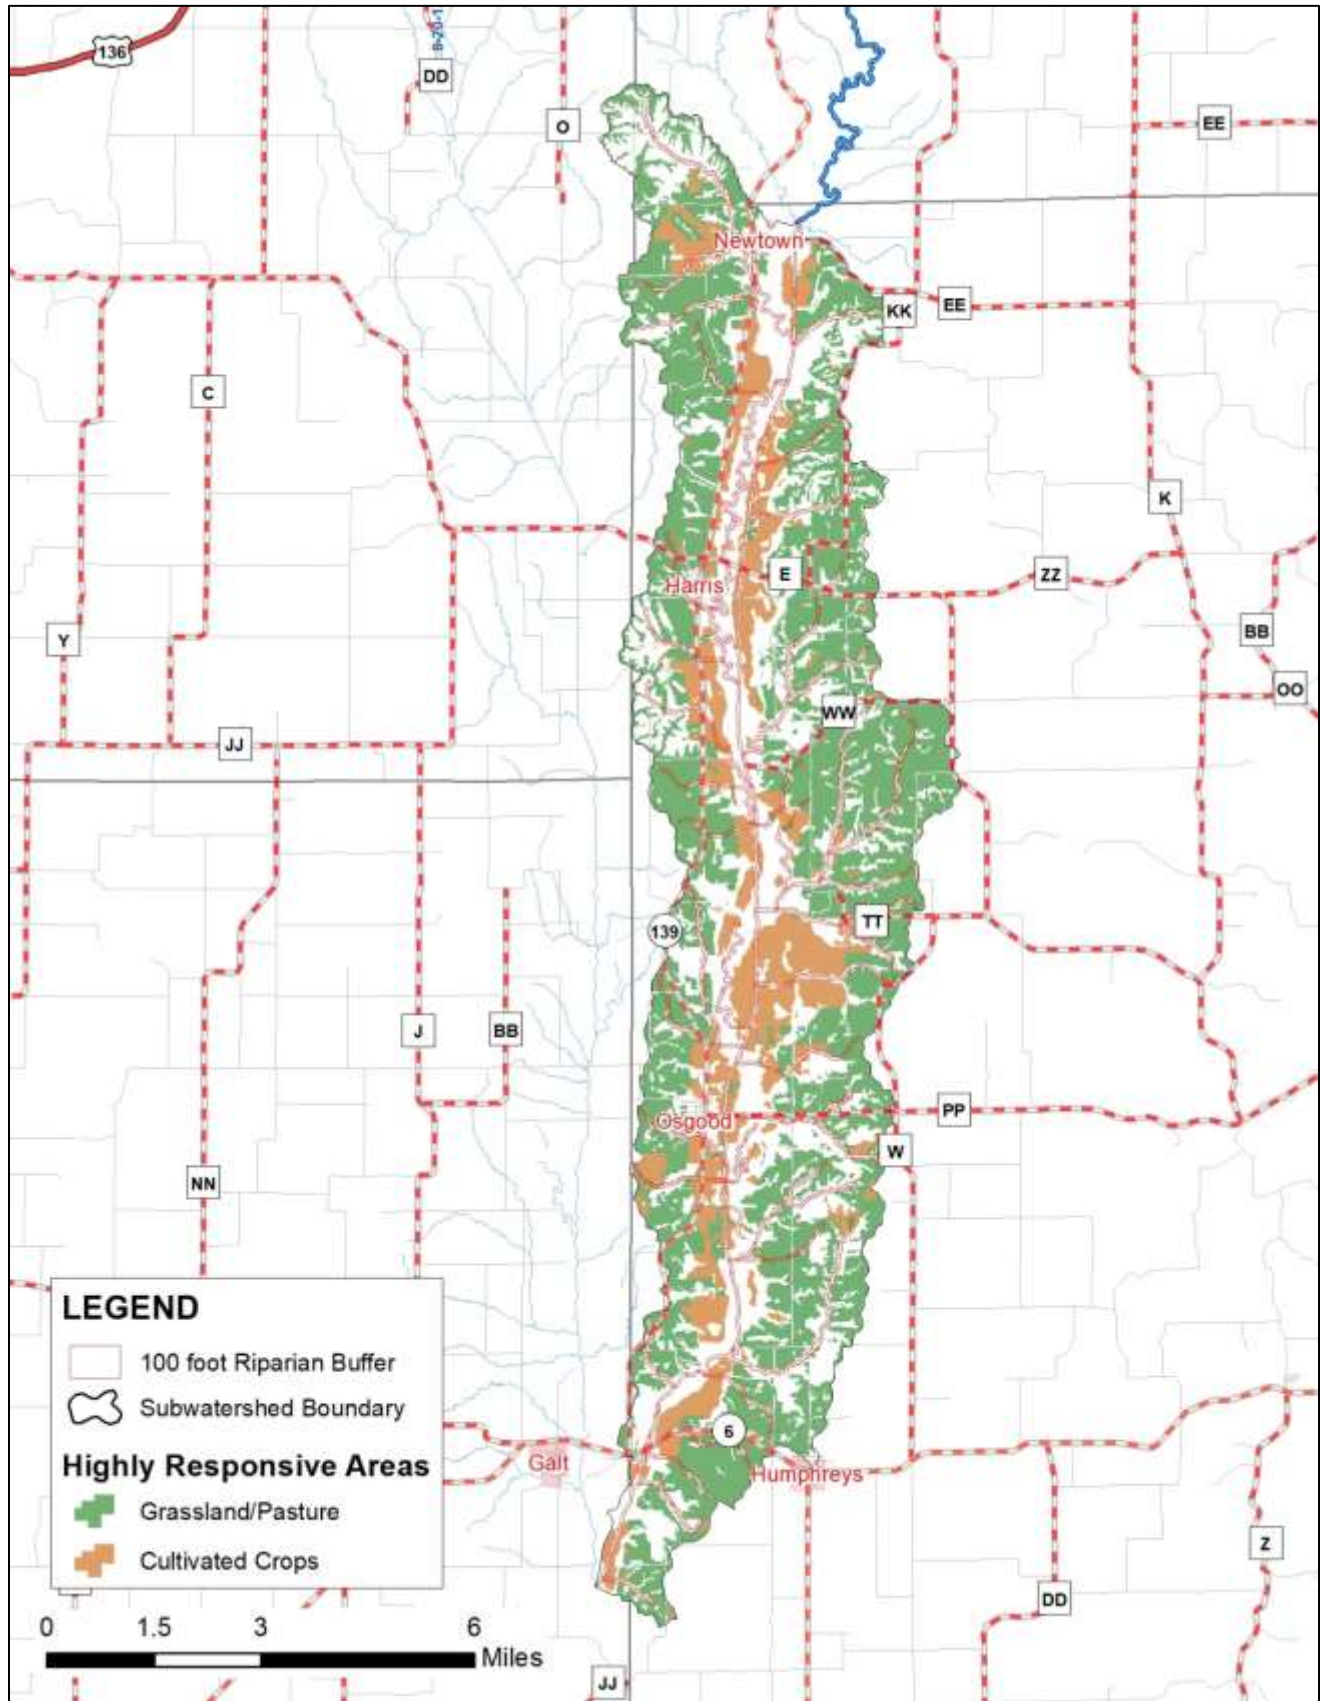 136
DD
O
EE
Newtown
KK
EE
C
K
E
ZZ
Harris
BB
Y
OO
WW
JJ
TT
139
J
BB
PP
Osgood
W
NN
LEGEND
100 foot Riparian Buffer
Subwatershed Boundary
Highly Responsive Areas
Grassland/Pasture
Cultivated Crops
6
Galt
Humphreys
Z
DD
0 1.5 3 6
Miles
JJ